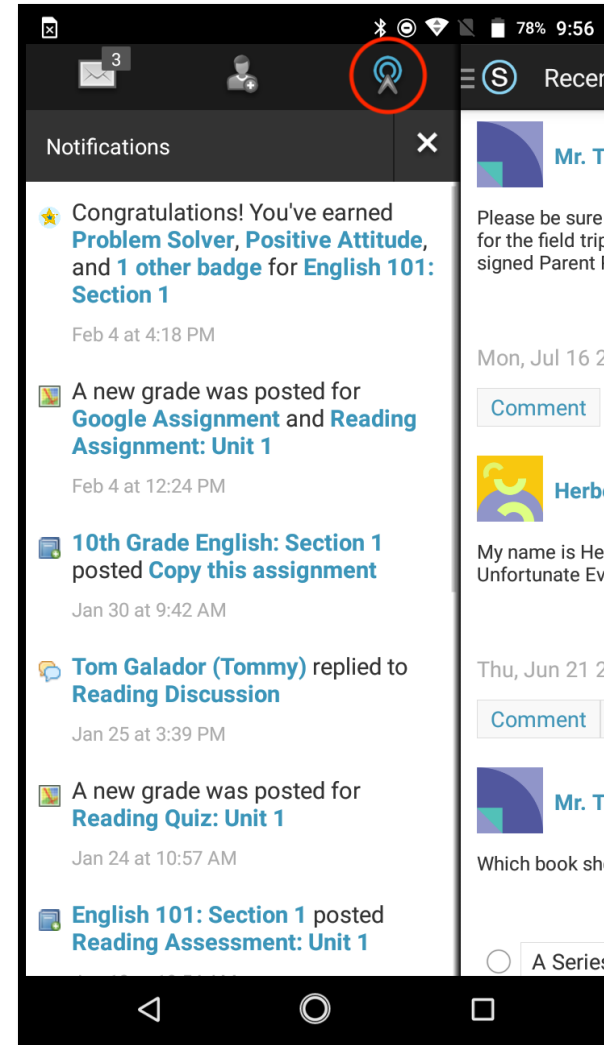 78% 9:56
3
S
Recen
Notifications
×
Congratulations! You've earned
Problem Solver, Positive Attitude,
and 1 other badge for English 101:
Section 1
Feb 4 at 4:18 PM
A new grade was posted for
Google Assignment and Reading
Assignment: Unit 1
Feb 4 at 12:24 PM
10th Grade English: Section 1
posted Copy this assignment
Jan 30 at 9:42 AM
Tom Galador (Tommy) replied to
Reading Discussion
Jan 25 at 3:39 PM
A new grade was posted for
Reading Quiz: Unit 1
Jan 24 at 10:57 AM
English 101: Section 1 posted
Reading Assessment: Unit 1
Mr. T
Please be sure
for the field trip
signed Parent
Mon, Jul 16 2
Comment
Herb
My name is He
Unfortunate Ev
Thu, Jun 21 2
Comment
Mr. T
Which book sh
A Series